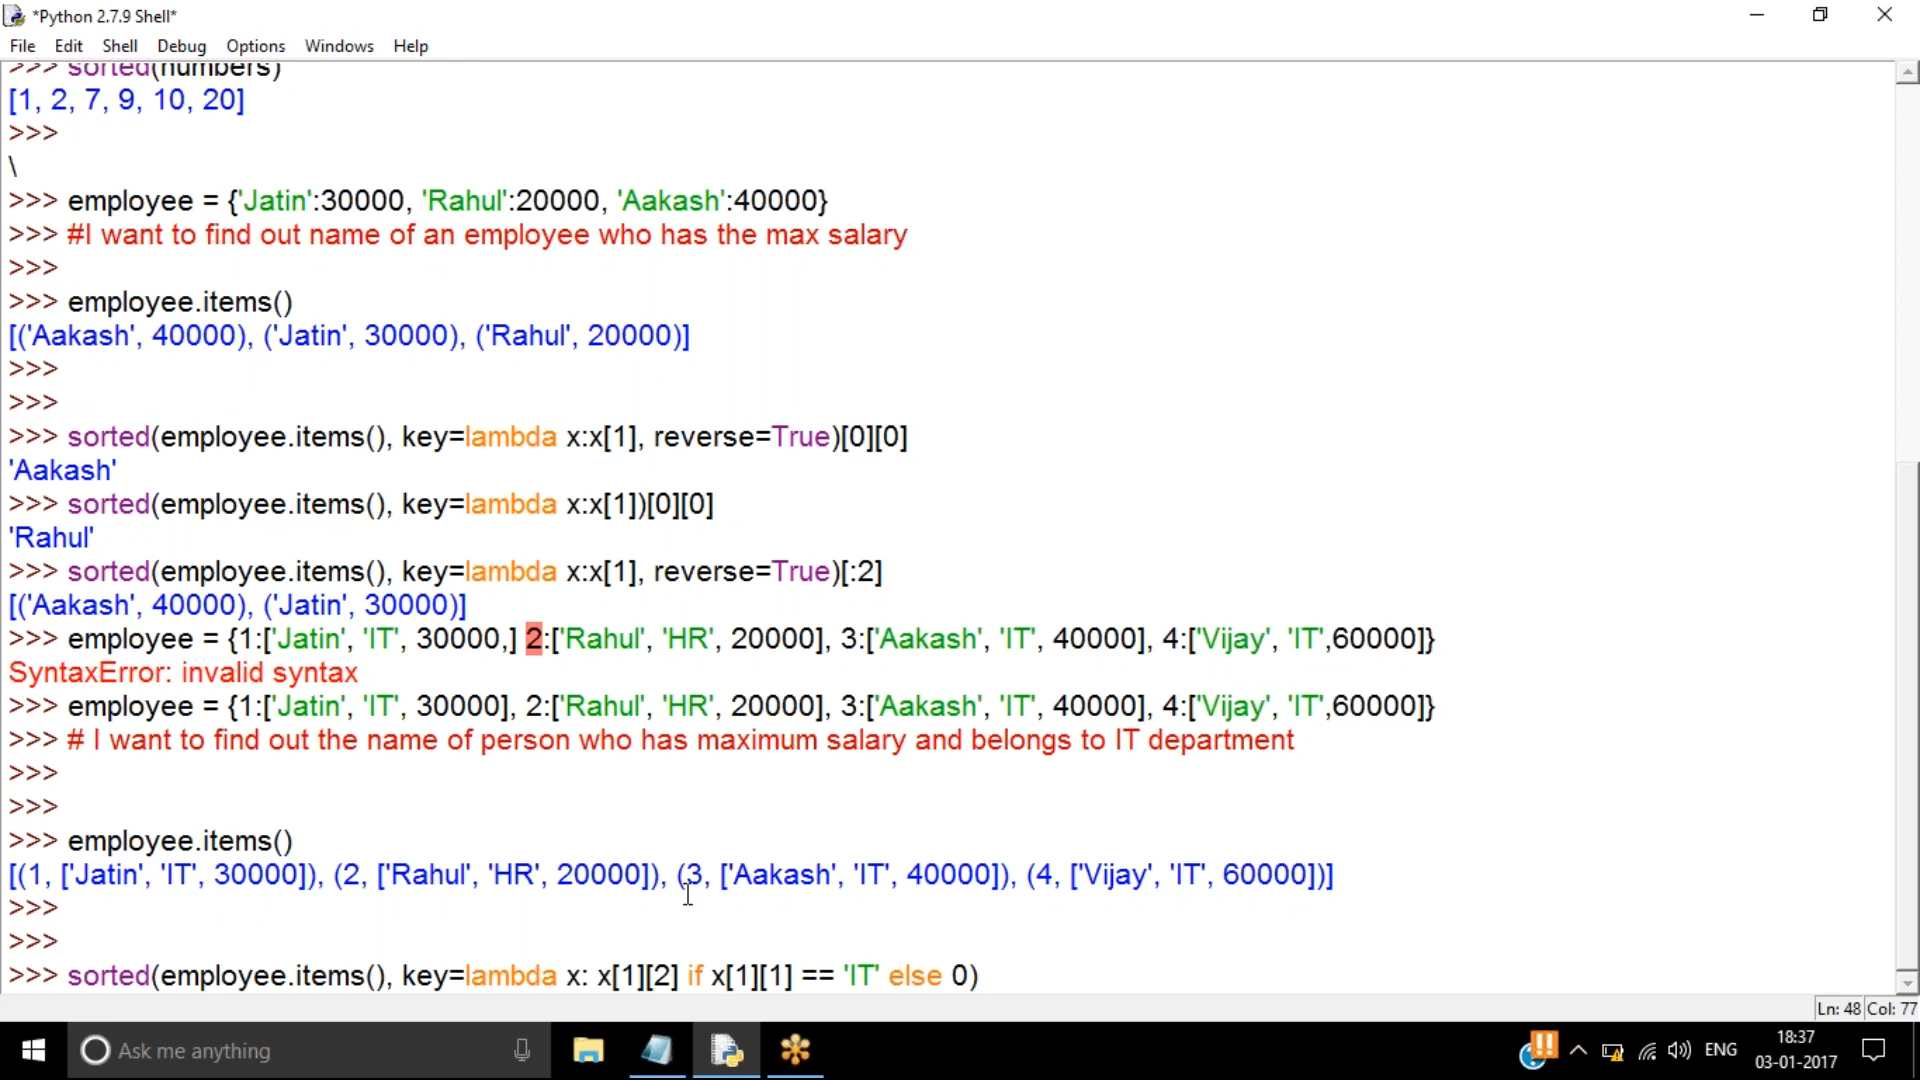 *Python 2.7.9 Shell*
File Edit Shell Debug Options Windows Help
>>> sorted(numbers)
[1, 2, 7, 9, 10, 20]
>>>
\
>>> employee = {'Jatin':30000, 'Rahul':20000, 'Aakash':40000}
>>> #I want to find out name of an employee who has the max salary
>>>
>>> employee.items()
[('Aakash', 40000), ('Jatin', 30000), ('Rahul', 20000)]
>>>
>>>
>>> sorted(employee.items(), key=lambda x:x[1], reverse=True)[0][0]
'Aakash'
>>> sorted(employee.items(), key=lambda x:x[1])[0][0]
'Rahul'
>>> sorted(employee.items(), key=lambda x:x[1], reverse=True)[:2]
[('Aakash', 40000), ('Jatin', 30000)]
>>> employee = {1:['Jatin', 'IT', 30000,] 2:['Rahul', 'HR', 20000], 3:['Aakash', 'IT', 40000], 4:['Vijay', 'IT',60000]}
SyntaxError: invalid syntax
>>> employee = {1:['Jatin', 'IT', 30000], 2:['Rahul', 'HR', 20000], 3:['Aakash', 'IT', 40000], 4:['Vijay', 'IT',60000]}
>>> # I want to find out the name of person who has maximum salary and belongs to IT department
>>>
>>>
>>> employee.items()
[(1, ['Jatin', 'IT', 30000]), (2, ['Rahul', 'HR', 20000]), (3, ['Aakash', 'IT', 40000]), (4, ['Vijay', 'IT', 60000])]
>>>
>>>
>>> sorted(employee.items(), key=lambda x: x[1][2] if x[1][1] == 'IT' else 0)
Ln: 48 Col: 77
Ask me anything
ENG
18:37
03-01-2017